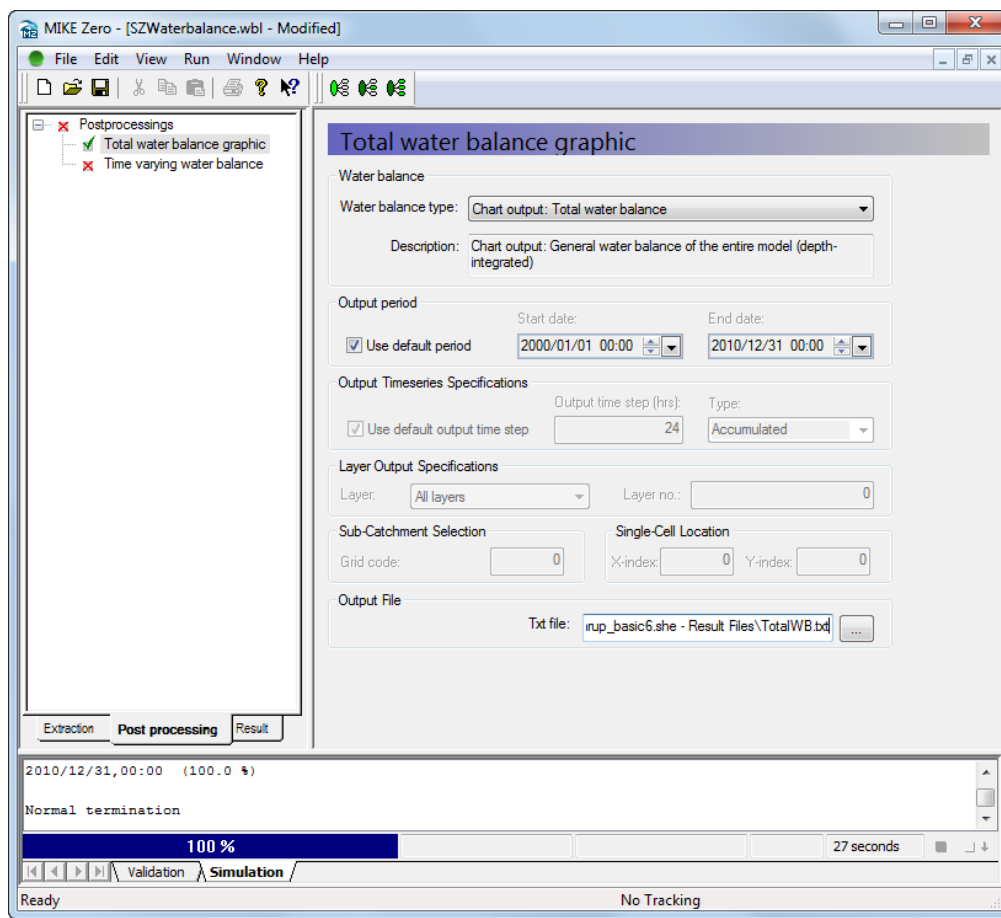 MIKE Zero - [SZWaterbalance.wbl - Modified]
File Edit View Run Window Help
Postprocessings
Total water balance graphic
Time varying water balance
Total water balance graphic
Water balance
Water balance type: Chart output: Total water balance
Description: Chart output: General water balance of the entire model (depth-
integrated)
Output period
Start date: End date:
Use default period 2000/01/01 00:00 2010/12/31 00:00
Output Timeseries Specifications
Output time step (hrs): Type:
Use default output time step 24 Accumulated
Layer Output Specifications
Layer: All layers Layer no.: 0
Sub-Catchment Selection Single-Cell Location
Grid code: 0 X-index: 0 Y-index: 0
Output File
Txt file: rup_basic6.she - Result Files\TotalWB.txt ...
Extraction Post processing Result
2010/12/31,00:00 (100.0 %)
Normal termination
100 % 27 seconds
Validation Simulation
Ready No Tracking